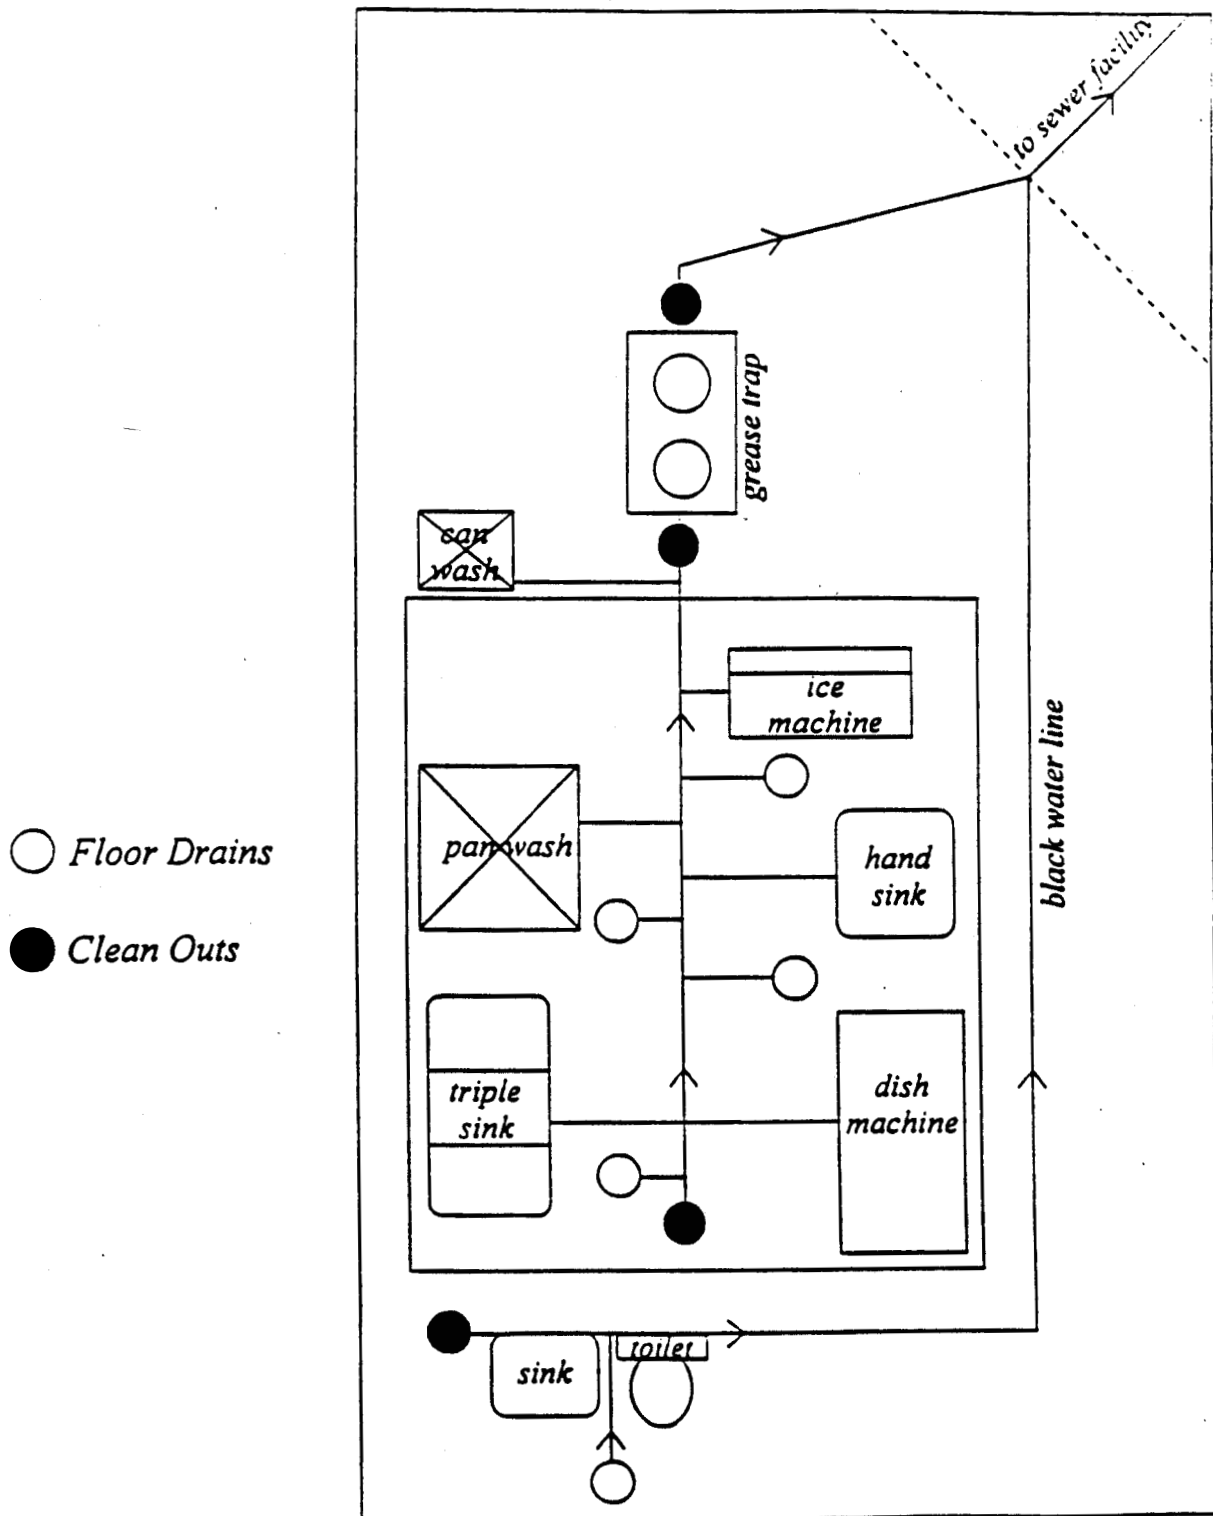 to sewer facility
grease trap
can
wash
ice
machine
black water line
pan wash
hand
sink
Floor Drains
Clean Outs
triple
sink
dish
machine
toilet
sink